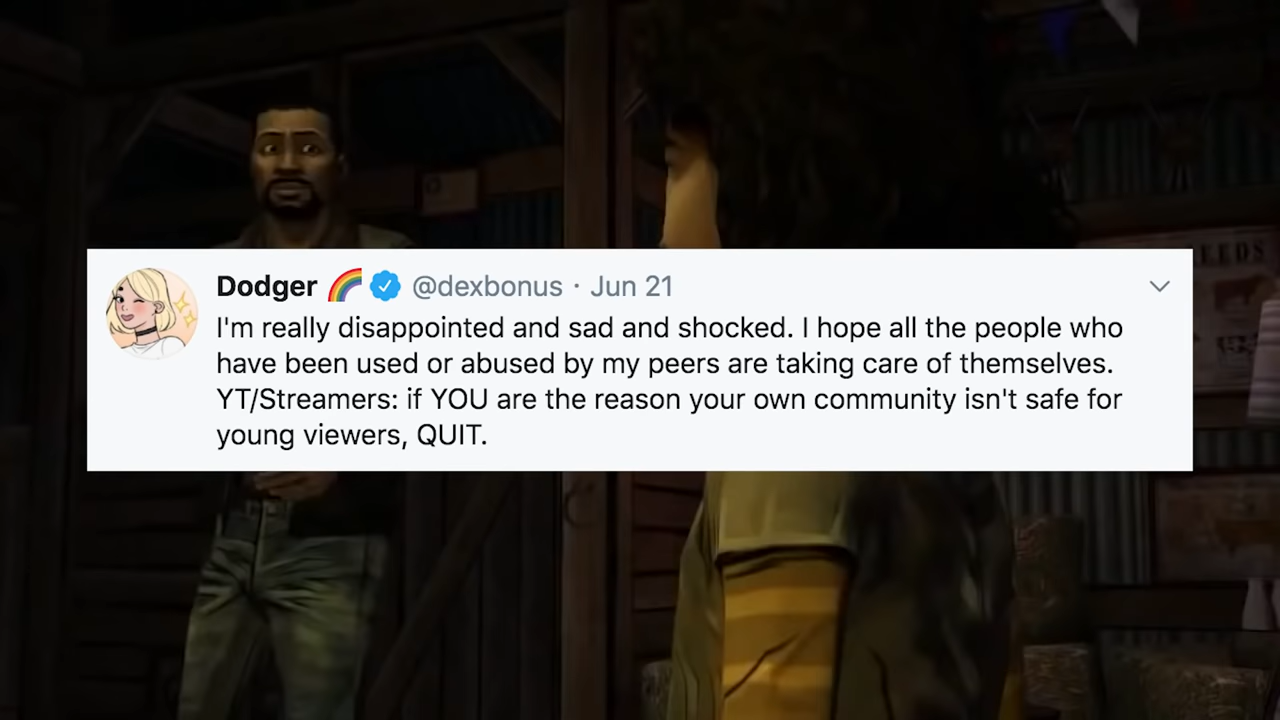 Dodger 🌈 @dexbonus · Jun 21
I'm really disappointed and sad and shocked. I hope all the people who
have been used or abused by my peers are taking care of themselves.
YT/Streamers: if YOU are the reason your own community isn't safe for
young viewers, QUIT.
EEDS